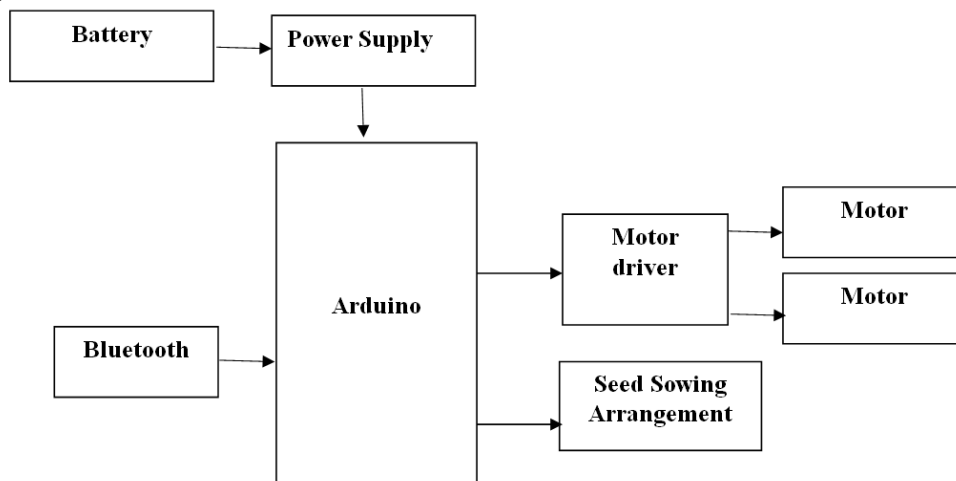 Battery
Power Supply
Motor
Motor
driver
Motor
Arduino
Bluetooth
Seed Sowing
Arrangement